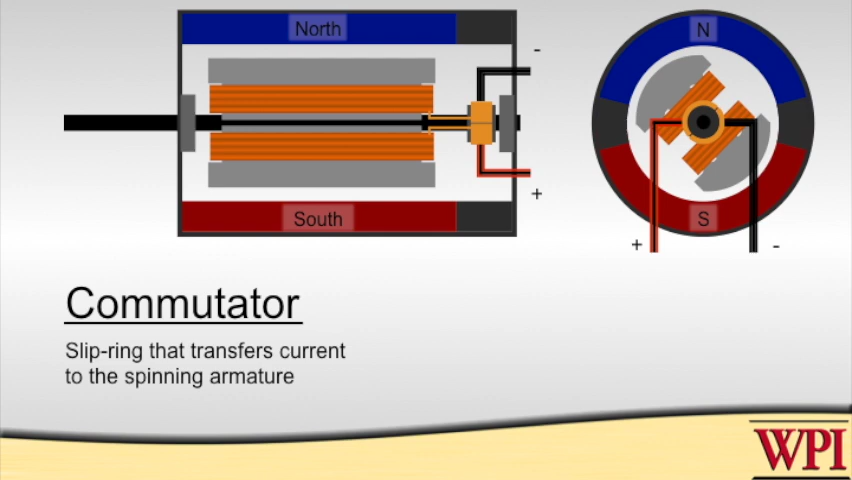 North
-
+
South
N
S
+
-
Commutator
Slip-ring that transfers current
to the spinning armature
WPI